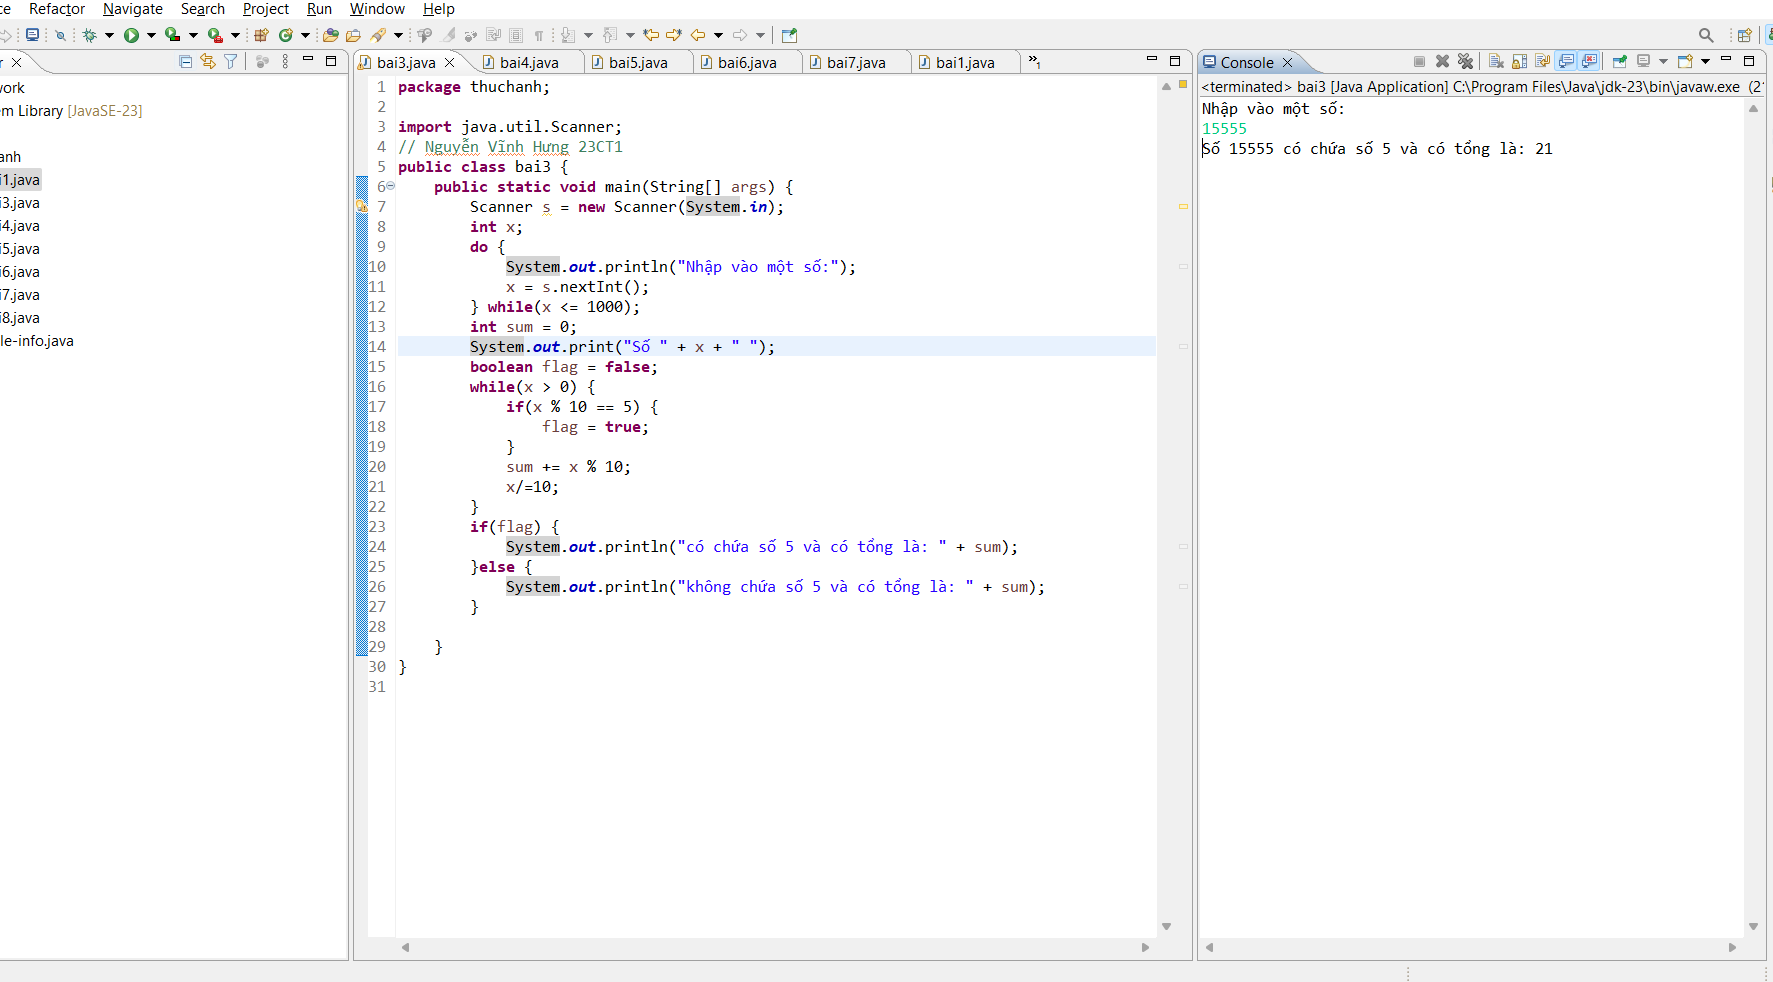 ce Refactor Navigate Search Project Run Window Help
r
work
em Library [JavaSE-23]
anh
i1.java
i3.java
i4.java
i5.java
i6.java
i7.java
i8.java
le-info.java
bai3.java bai4.java bai5.java bai6.java bai7.java bai1.java »1
1 package thuchanh;
2
3 import java.util.Scanner;
4 // Nguyễn Vĩnh Hưng 23CT1
5 public class bai3 {
6 public static void main(String[] args) {
7 Scanner s = new Scanner(System.in);
8 int x;
9 do {
10 System.out.println("Nhập vào một số:");
11 x = s.nextInt();
12 } while(x <= 1000);
13 int sum = 0;
14 System.out.print("Số " + x + " ");
15 boolean flag = false;
16 while(x > 0) {
17 if(x % 10 == 5) {
18 flag = true;
19 }
20 sum += x % 10;
21 x/=10;
22 }
23 if(flag) {
24 System.out.println("có chứa số 5 và có tổng là: " + sum);
25 }else {
26 System.out.println("không chứa số 5 và có tổng là: " + sum);
27 }
28
29 }
30 }
31
Console
<terminated> bai3 [Java Application] C:\Program Files\Java\jdk-23\bin\javaw.exe (2
Nhập vào một số:
15555
Số 15555 có chứa số 5 và có tổng là: 21